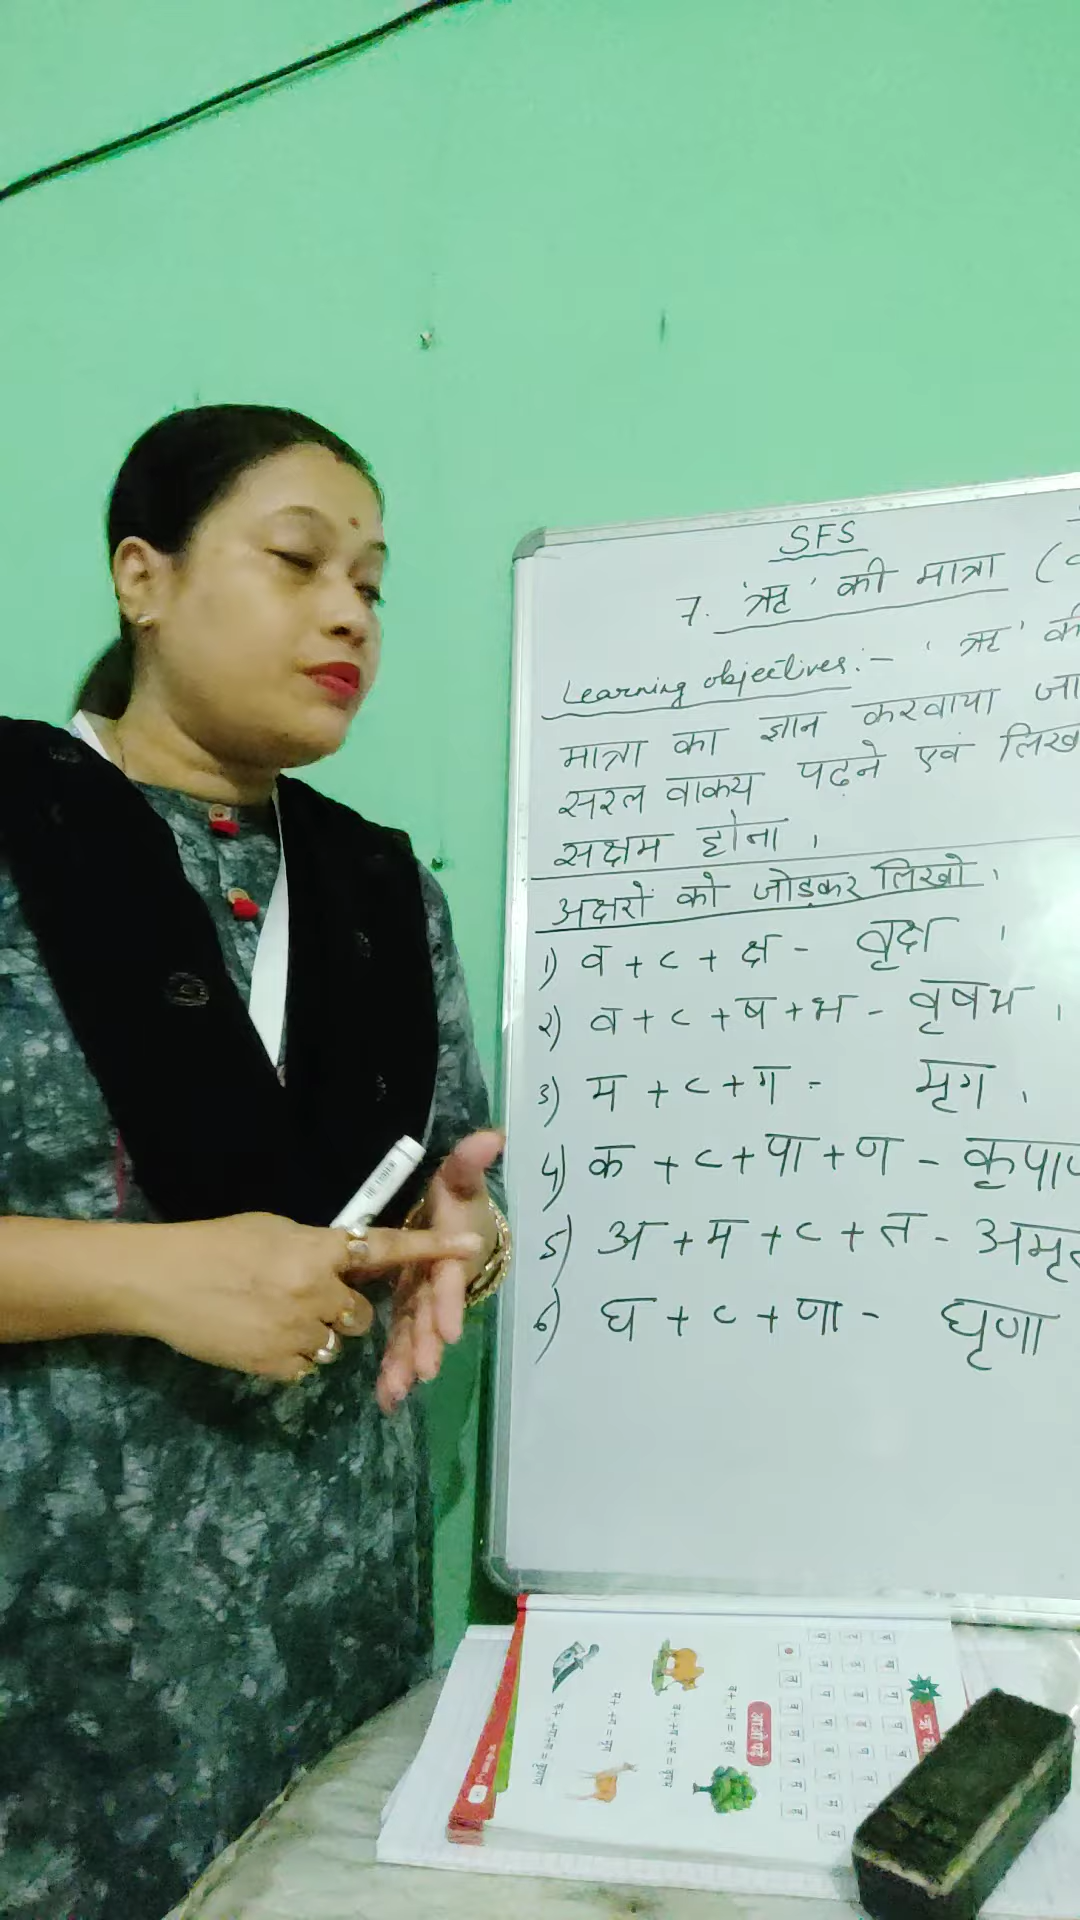 SFS
7. 'ऋ' की मात्रा (
Learning objectives:- 'ऋ' की
मात्रा का ज्ञान करवाया जा
सरल वाक्य पढ़ने एवं लिख
सक्षम होना ।
अक्षरों को जोड़कर लिखो ।
1) व + ृ + क्ष - वृक्ष ।
२) व + ृ + ष + भ - वृषभ ।
3) म + ृ + ग - मृग ।
4) क + ृ + पा + ण - कृपाण
5) अ + म + ृ + त - अमृत
6) घ + ृ + णा - घृणा